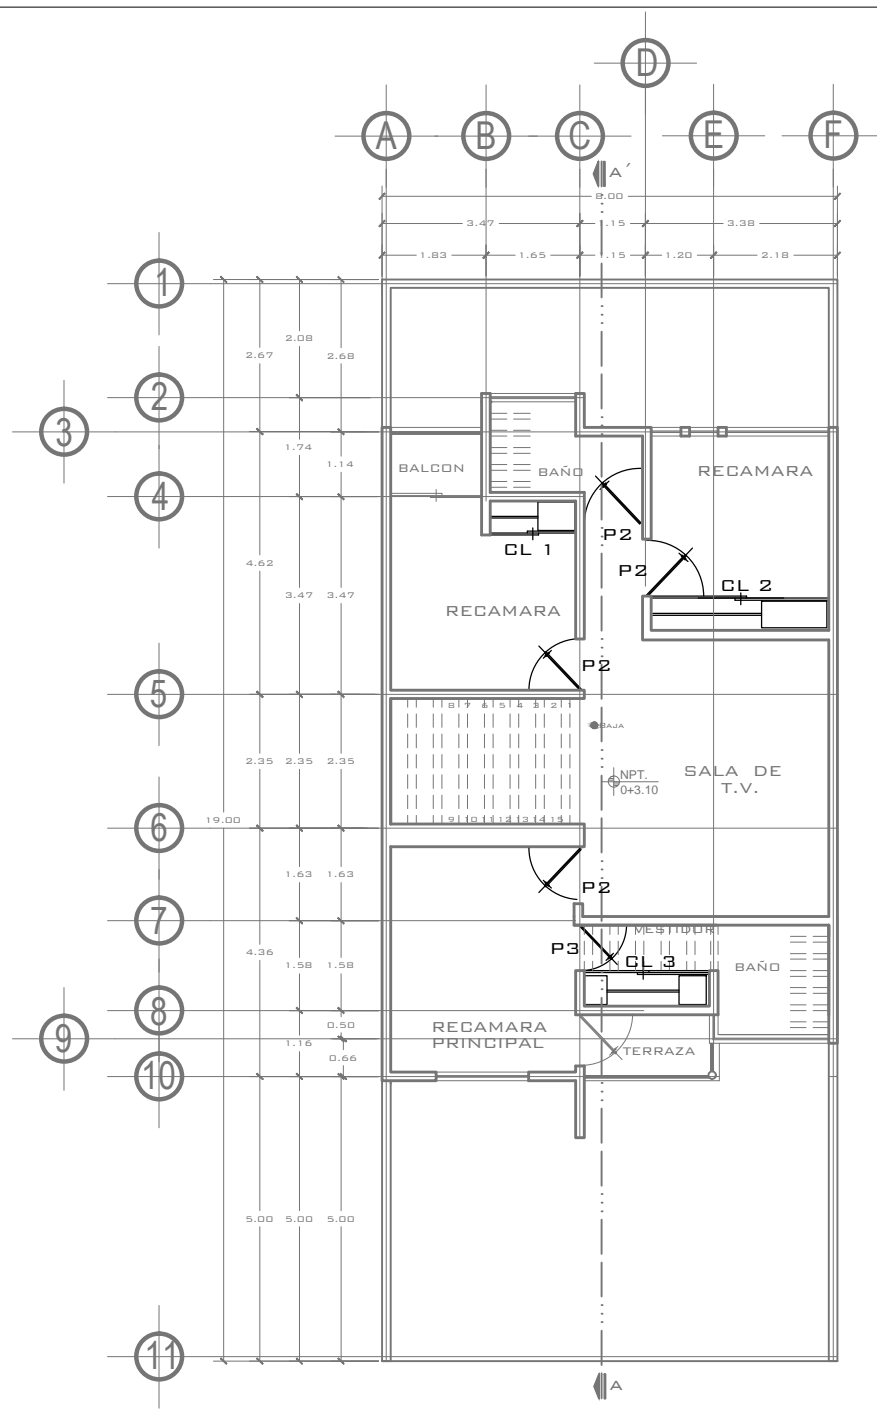 D
A B C E F
A´
8.00
3.47 1.15 3.38
1.83 1.65 1.15 1.20 2.18
1
2.08
2.67 2.68
2
3
1.74
1.14
BALCON BAÑO RECAMARA
4
P2
CL 1
4.62 P2
CL 2
3.47 3.47
RECAMARA
P2
5
8 7 6 5 4 3 2 1
BAJA
2.35 2.35 2.35
NPT.
0+3.10
SALA DE
T.V.
19.00
6
9 10 11 12 13 14 15
1.63 1.63
P2
7
VESTIDOR
P3
4.36
1.58 1.58
CL 3
BAÑO
8
0.50
9
1.16
RECAMARA
PRINCIPAL
0.66
TERRAZA
10
5.00 5.00 5.00
11
A